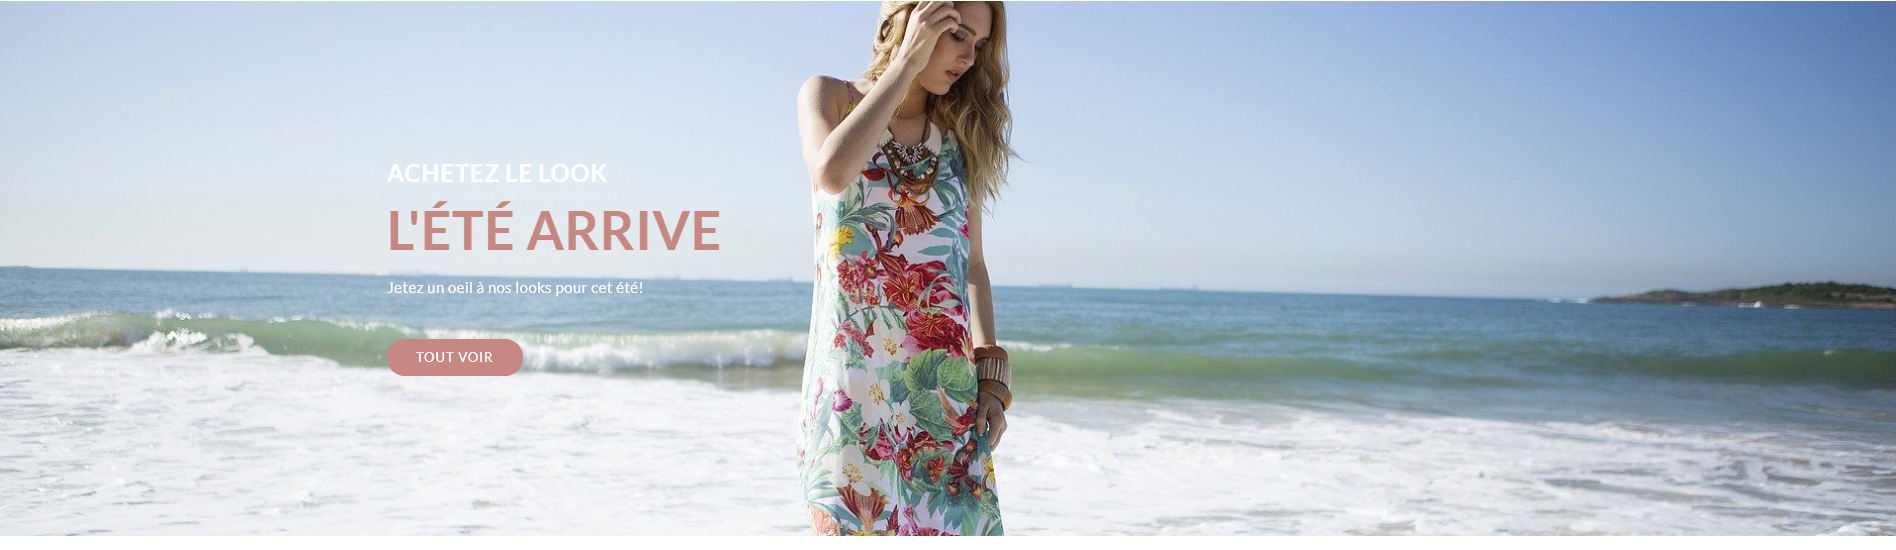 ACHETEZ LE LOOK
L'ÉTÉ ARRIVE
Jetez un oeil à nos looks pour cet été!
TOUT VOIR